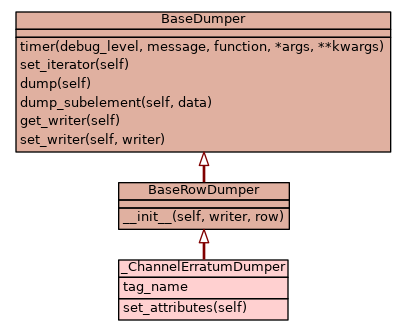 BaseDumper
timer(debug_level, message, function, *args, **kwargs)
set_iterator(self)
dump(self)
dump_subelement(self, data)
get_writer(self)
set_writer(self, writer)
BaseRowDumper
__init__(self, writer, row)
_ChannelErratumDumper
tag_name
set_attributes(self)